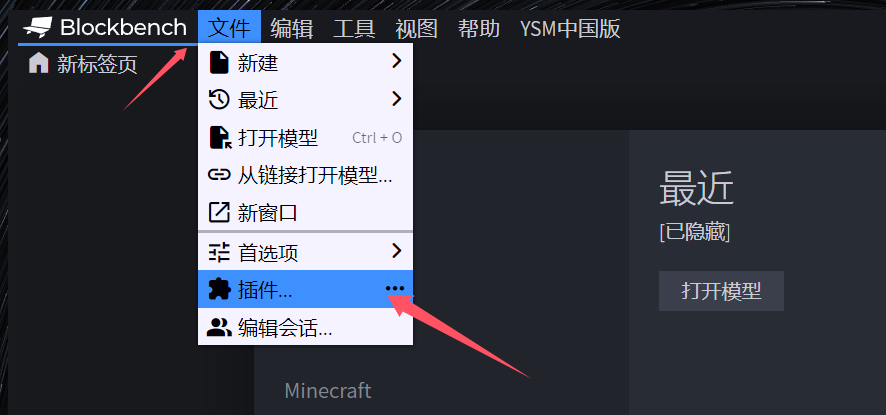 Blockbench 文件 编辑 工具 视图 帮助 YSM中国版
新标签页
新建
最近
打开模型 Ctrl + O
从链接打开模型...
新窗口
首选项
插件...
编辑会话...
最近
[已隐藏]
打开模型
Minecraft